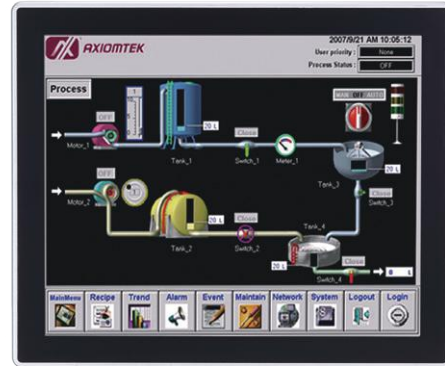 AXIOMTEK
2007/9/21 AM 10:05:12
User priority : None
Process Status : OFF
Process
MAN OFF AUTO
OFF
1
Motor_1
Tank_1
20 L
Close
Switch_1
Meter_1
20 L
Tank_3
Close
Switch_3
OFF
Motor_2
Tank_2
20 L
Close
Switch_2
Tank_4
20 L
Close
Switch_4
0 L
MainMenu Recipe Trend Alarm Event Maintain Network System Logout Login